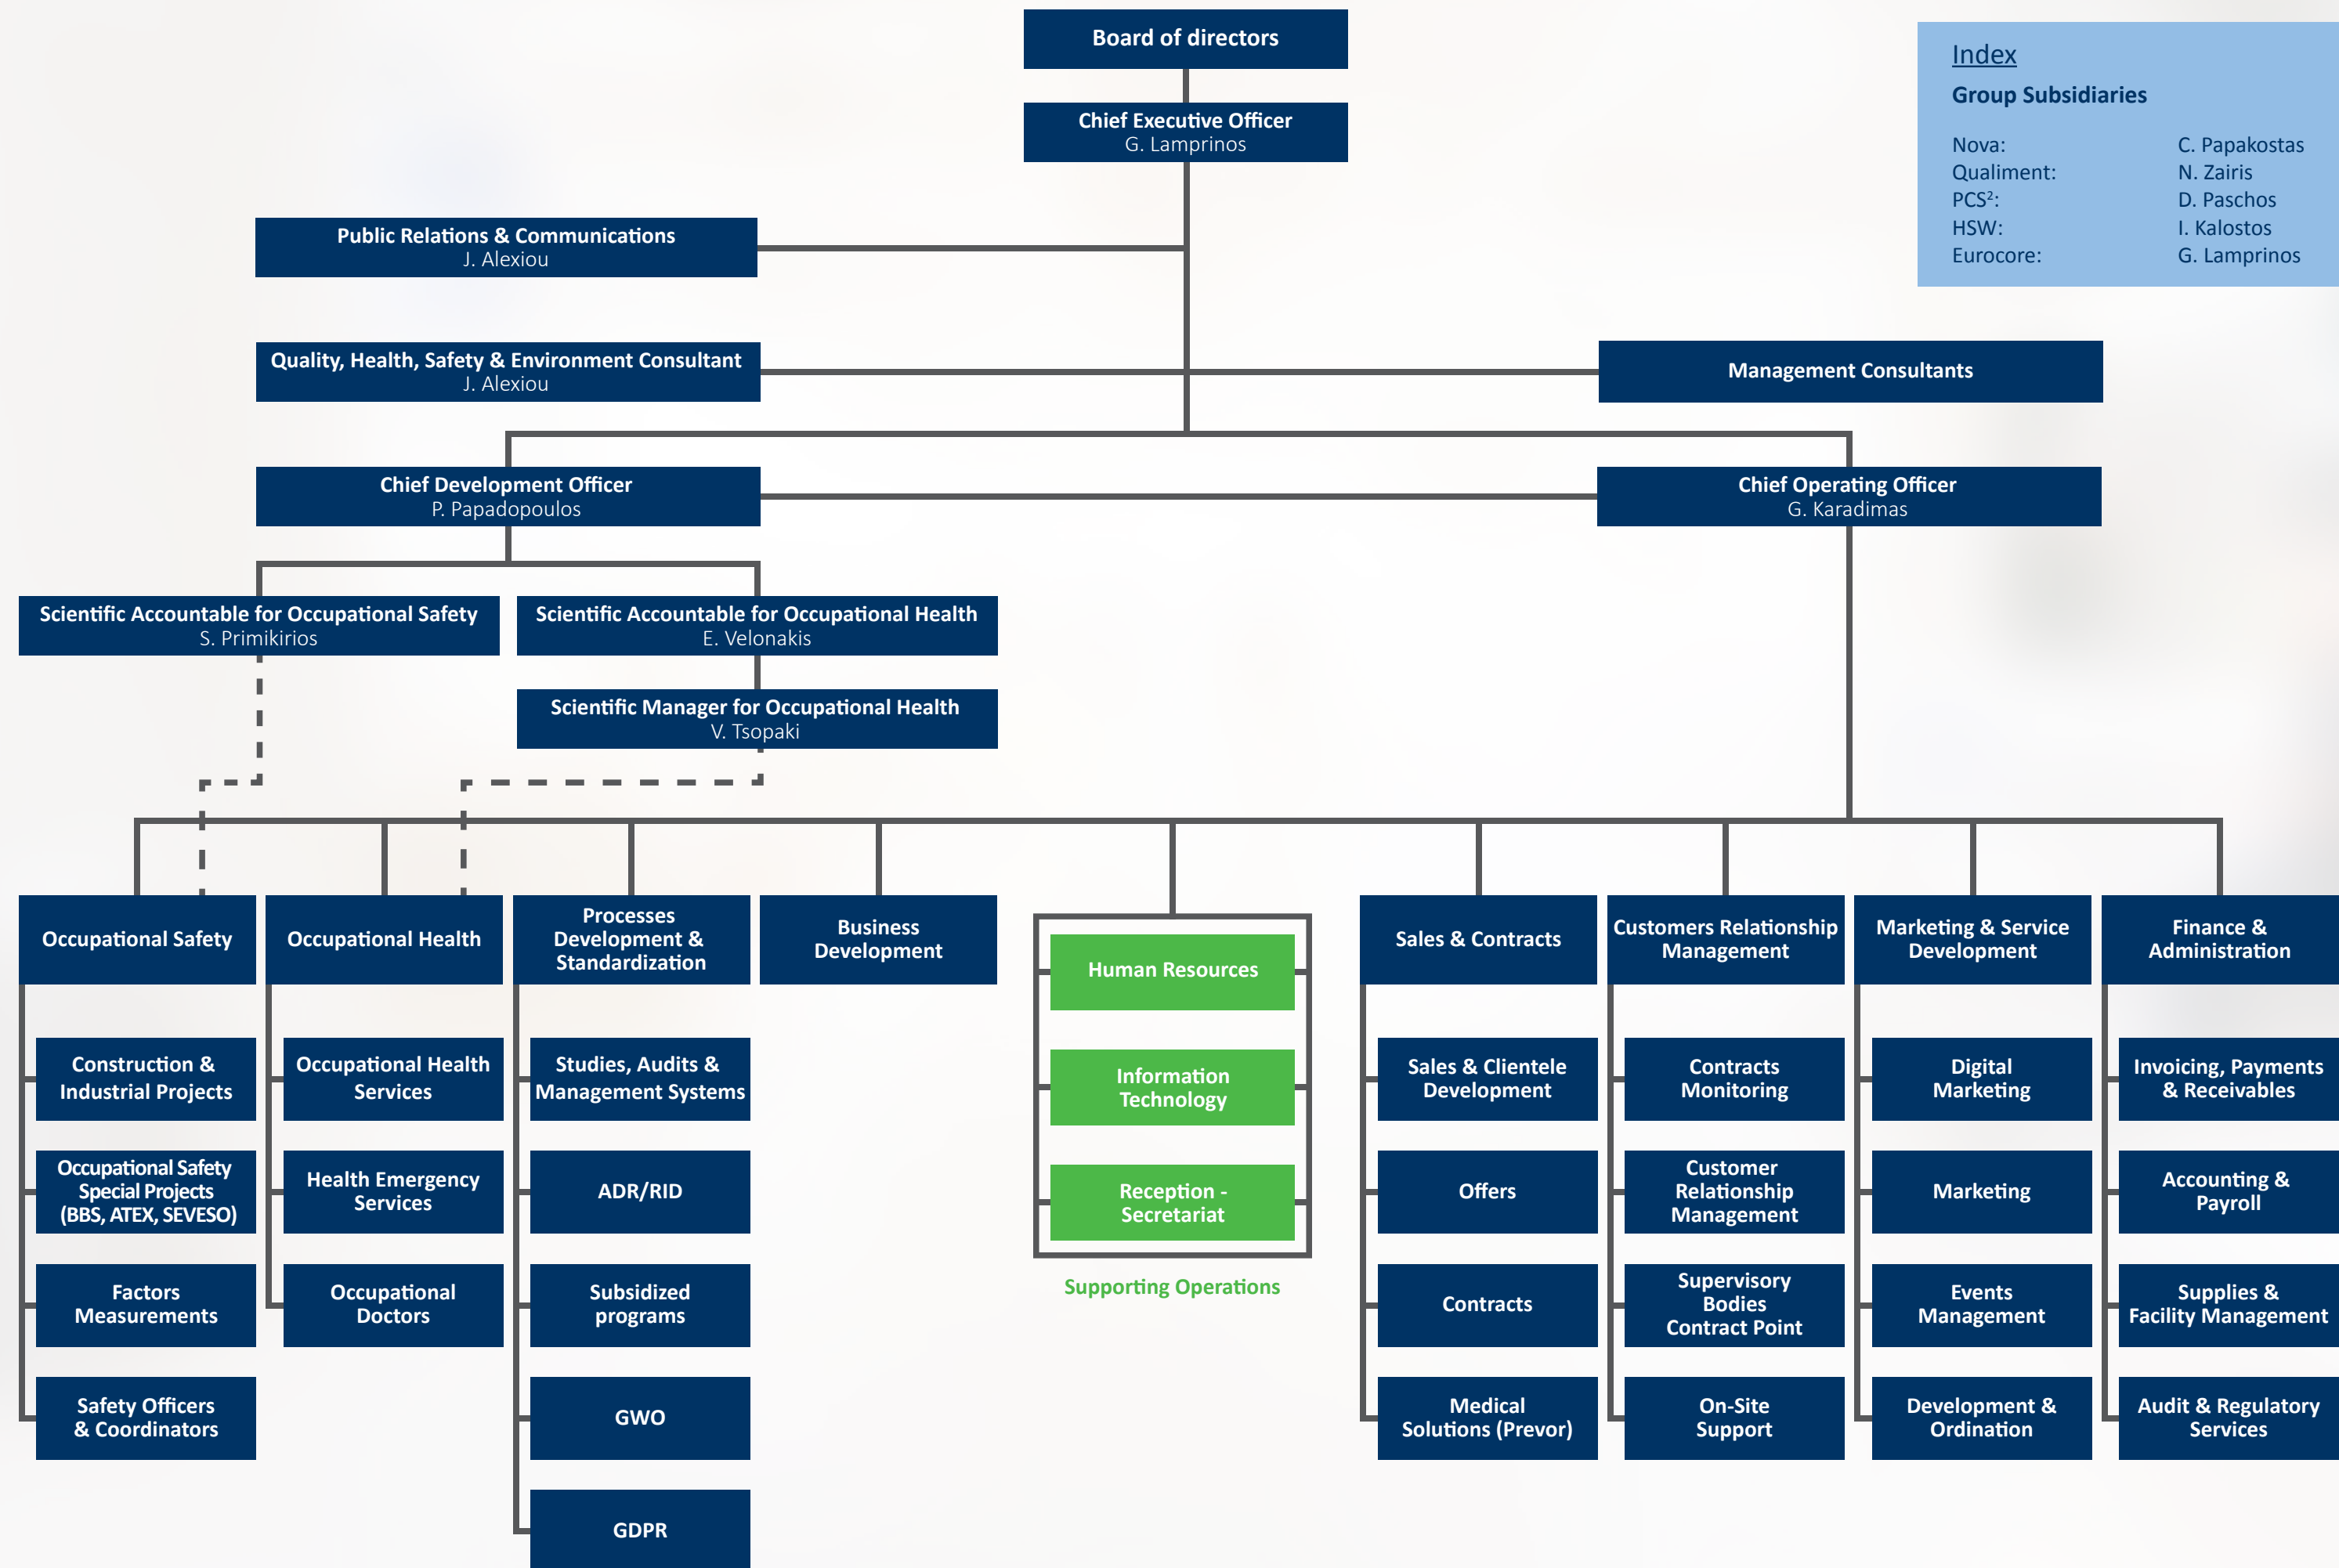 Board of directors
Chief Executive Officer
G. Lamprinos
Index
Group Subsidiaries
Nova: C. Papakostas
Qualiment: N. Zairis
PCS²: D. Paschos
HSW: I. Kalostos
Eurocore: G. Lamprinos
Public Relations & Communications
J. Alexiou
Quality, Health, Safety & Environment Consultant
J. Alexiou
Management Consultants
Chief Development Officer
P. Papadopoulos
Chief Operating Officer
G. Karadimas
Scientific Accountable for Occupational Safety
S. Primikirios
Scientific Accountable for Occupational Health
E. Velonakis
Scientific Manager for Occupational Health
V. Tsopaki
Occupational Safety
Construction &
Industrial Projects
Occupational Safety
Special Projects
(BBS, ATEX, SEVESO)
Factors
Measurements
Safety Officers
& Coordinators
Occupational Health
Occupational Health
Services
Health Emergency
Services
Occupational
Doctors
Processes
Development &
Standardization
Studies, Audits &
Management Systems
ADR/RID
Subsidized
programs
GWO
GDPR
Business
Development
Human Resources
Information
Technology
Reception -
Secretariat
Supporting Operations
Sales & Contracts
Sales & Clientele
Development
Offers
Contracts
Medical
Solutions (Prevor)
Customers Relationship
Management
Contracts
Monitoring
Customer
Relationship
Management
Supervisory
Bodies
Contract Point
On-Site
Support
Marketing & Service
Development
Digital
Marketing
Marketing
Events
Management
Development &
Ordination
Finance &
Administration
Invoicing, Payments
& Receivables
Accounting &
Payroll
Supplies &
Facility Management
Audit & Regulatory
Services